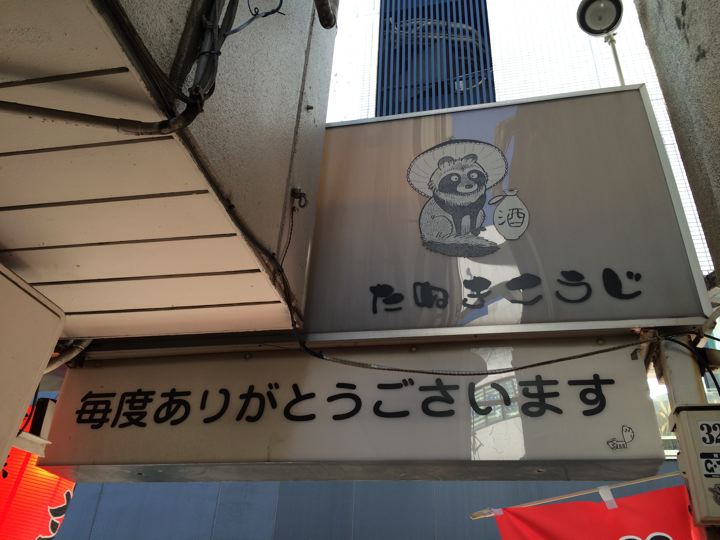 酒
たぬきこうじ
毎度ありがとうございます
32